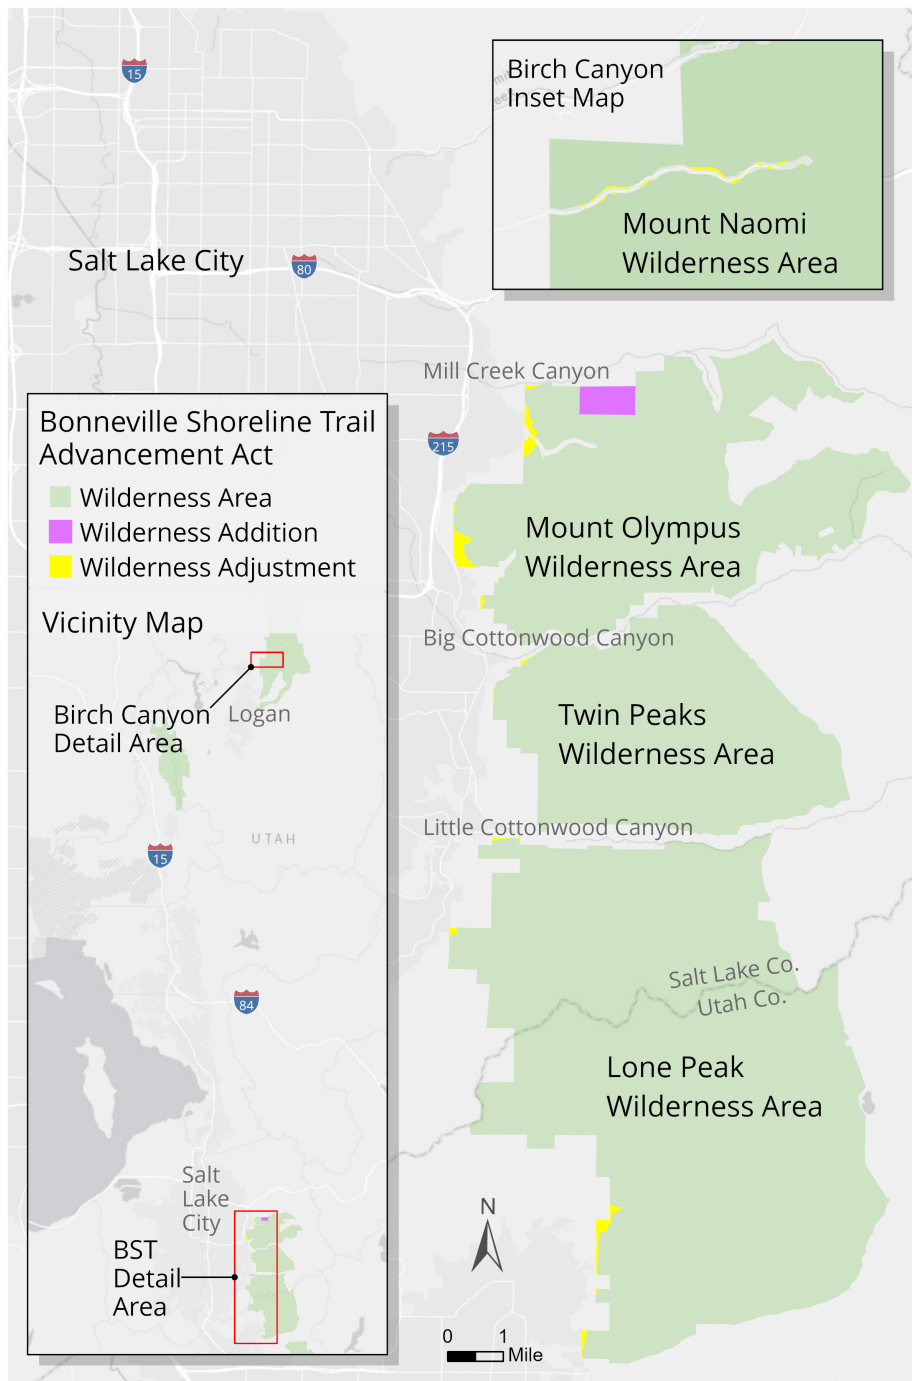 15
Birch Canyon
Inset Map
Mount Naomi
Wilderness Area
Salt Lake City
80
Mill Creek Canyon
215
Bonneville Shoreline Trail
Advancement Act
Wilderness Area
Wilderness Addition
Wilderness Adjustment
Mount Olympus
Wilderness Area
Vicinity Map
Big Cottonwood Canyon
Birch Canyon
Detail Area
Logan
Twin Peaks
Wilderness Area
Little Cottonwood Canyon
UTAH
15
84
Salt Lake Co.
Utah Co.
Lone Peak
Wilderness Area
Salt
Lake
City
BST
Detail
Area
N
0 1
Mile